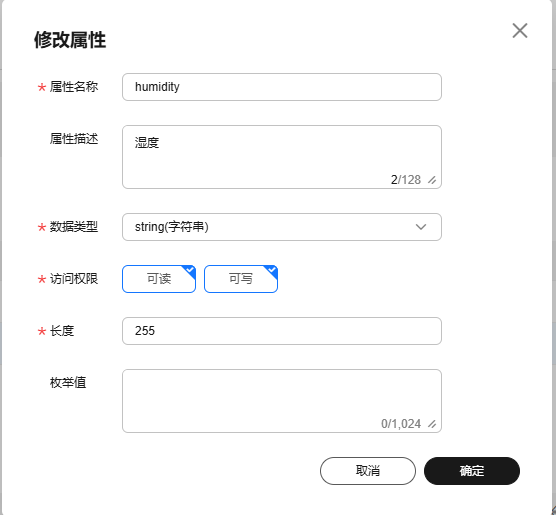 修改属性
* 属性名称 humidity
属性描述 湿度
2/128
* 数据类型 string(字符串)
* 访问权限 可读 可写
* 长度 255
枚举值
0/1,024
取消 确定